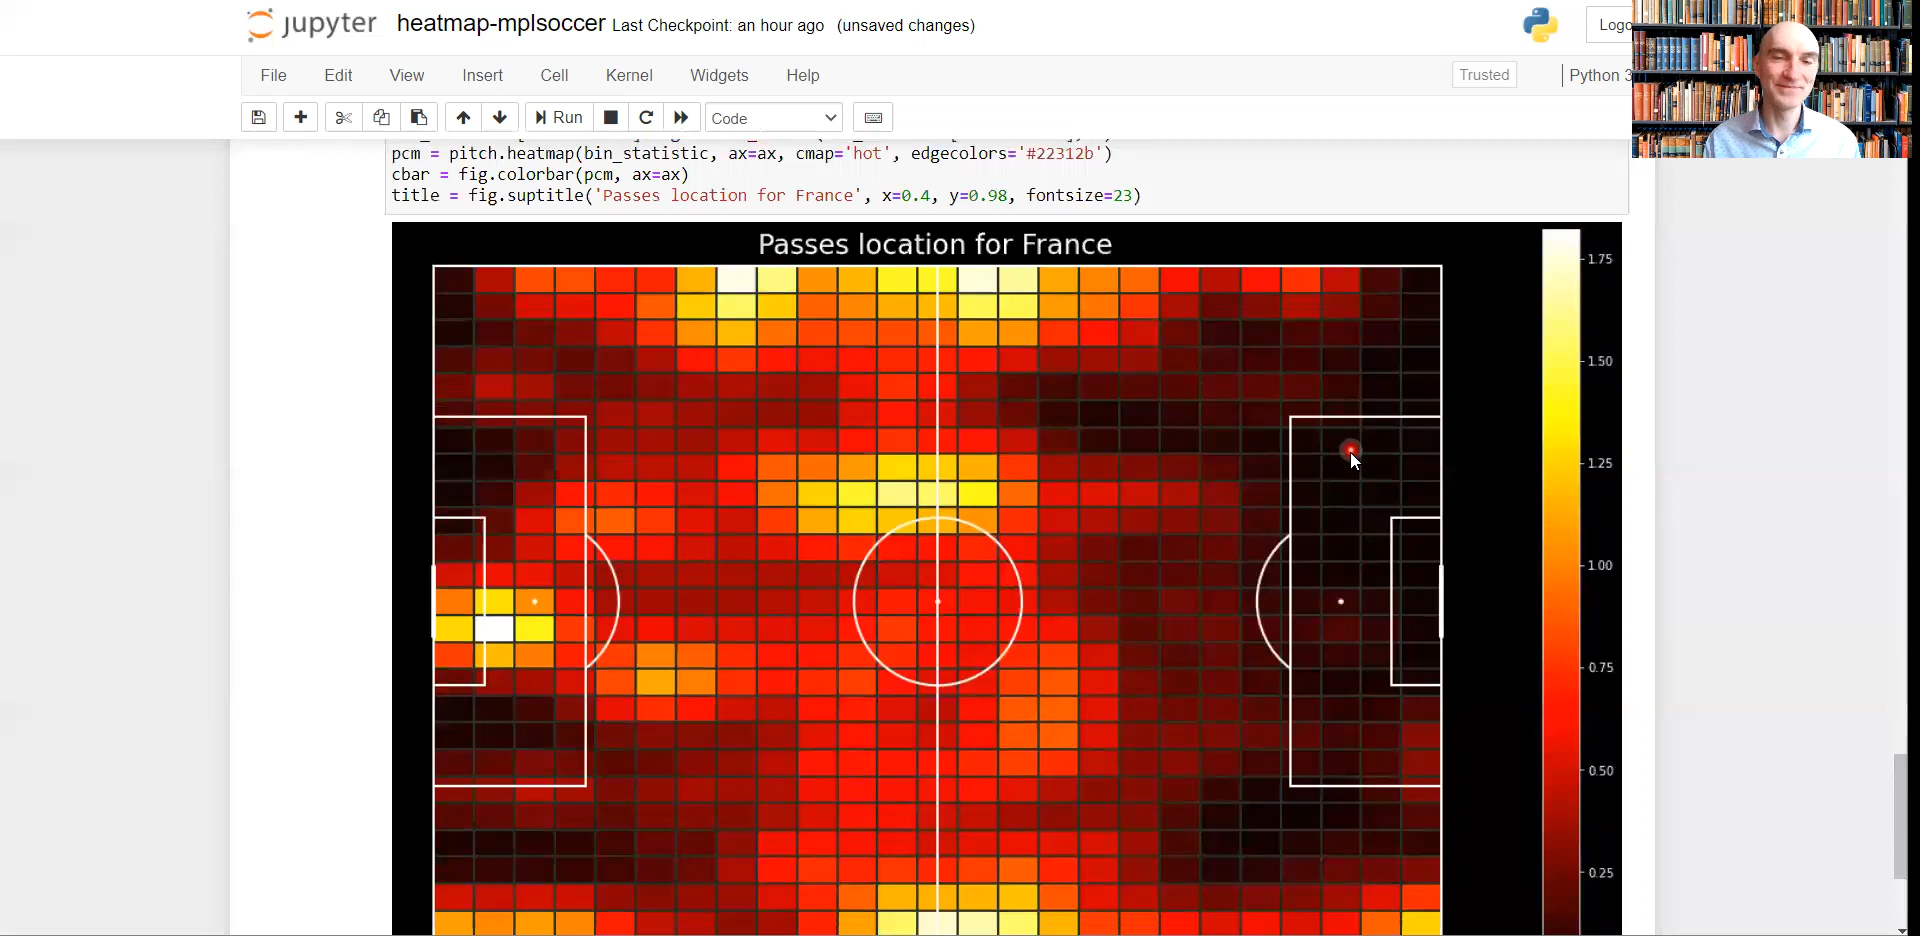 jupyter heatmap-mplsoccer Last Checkpoint: an hour ago (unsaved changes)
Logo
File Edit View Insert Cell Kernel Widgets Help
Trusted
Python 3
Run
Code
pcm = pitch.heatmap(bin_statistic, ax=ax, cmap='hot', edgecolors='#22312b')
cbar = fig.colorbar(pcm, ax=ax)
title = fig.suptitle('Passes location for France', x=0.4, y=0.98, fontsize=23)
Passes location for France
1.75
1.50
1.25
1.00
0.75
0.50
0.25